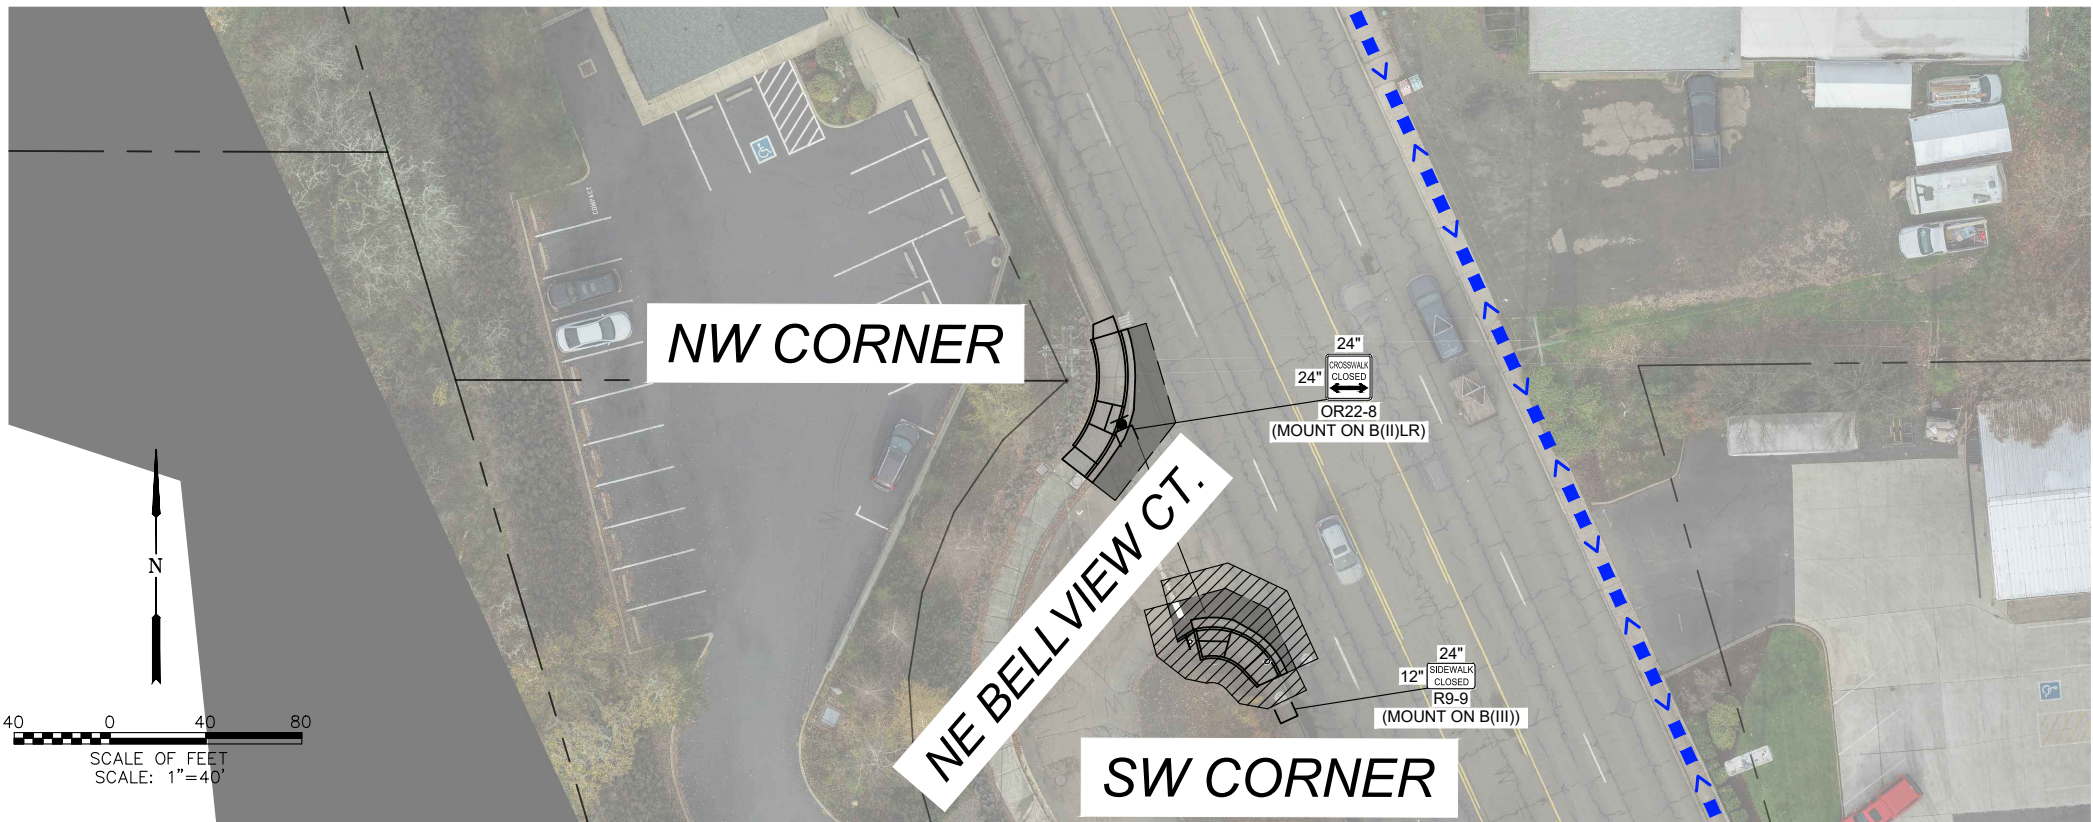 COMPACT
NW CORNER
24"
24"
CROSSWALK
CLOSED
OR22-8
(MOUNT ON B(II)LR)
NE BELLVIEW CT.
24"
12"
SIDEWALK
CLOSED
R9-9
(MOUNT ON B(III))
SW CORNER
N
40 0 40 80
SCALE OF FEET
SCALE: 1"=40'